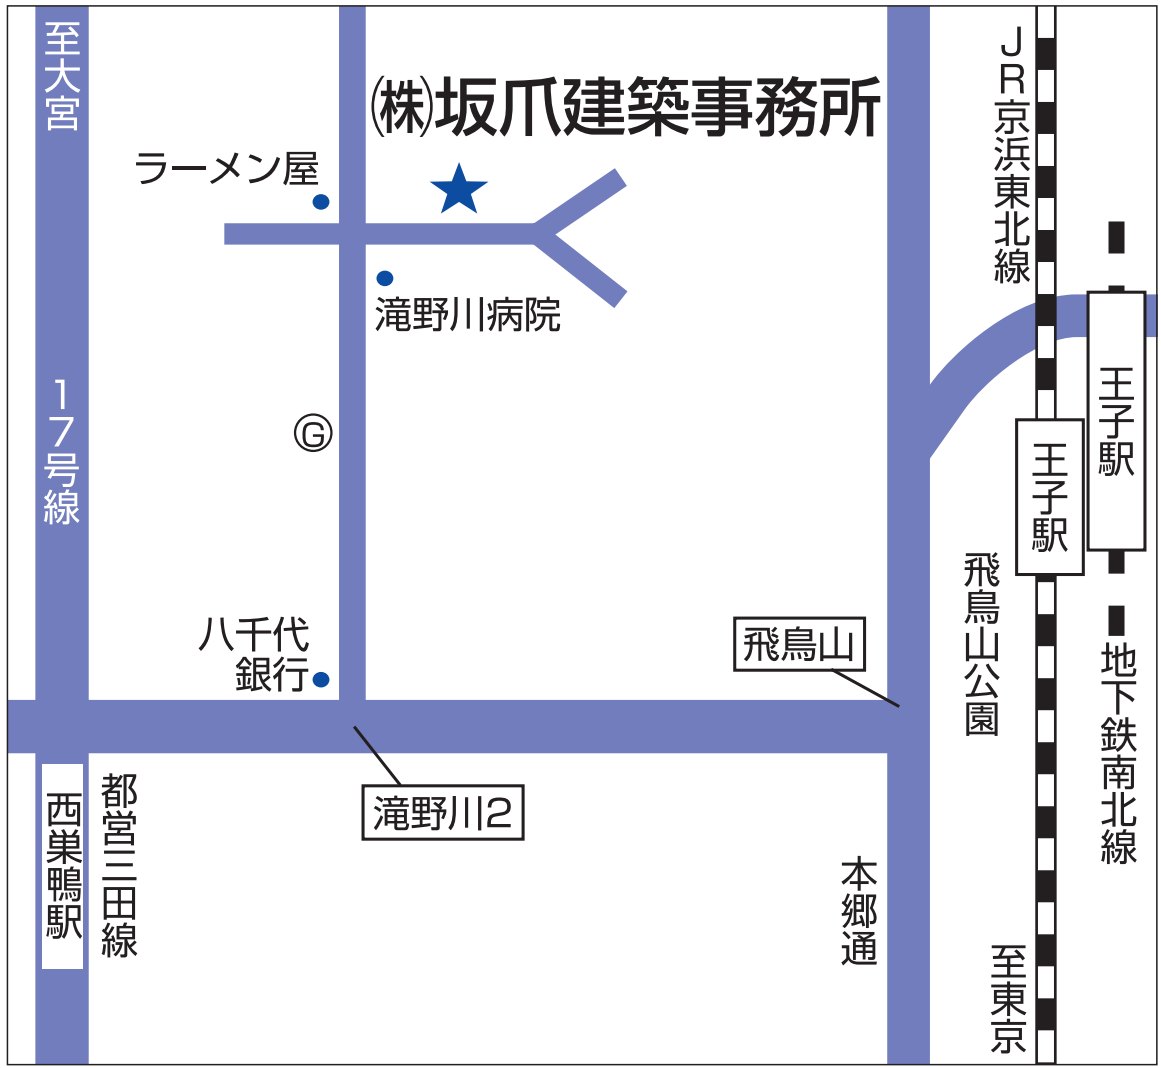 至大宮
17号線
㈱坂爪建築事務所
ラーメン屋
滝野川病院
Ⓖ
八千代
銀行
滝野川2
飛鳥山
西巣鴨駅
都営三田線
本郷通
JR京浜東北線
王子駅
王子駅
飛鳥山公園
地下鉄南北線
至東京